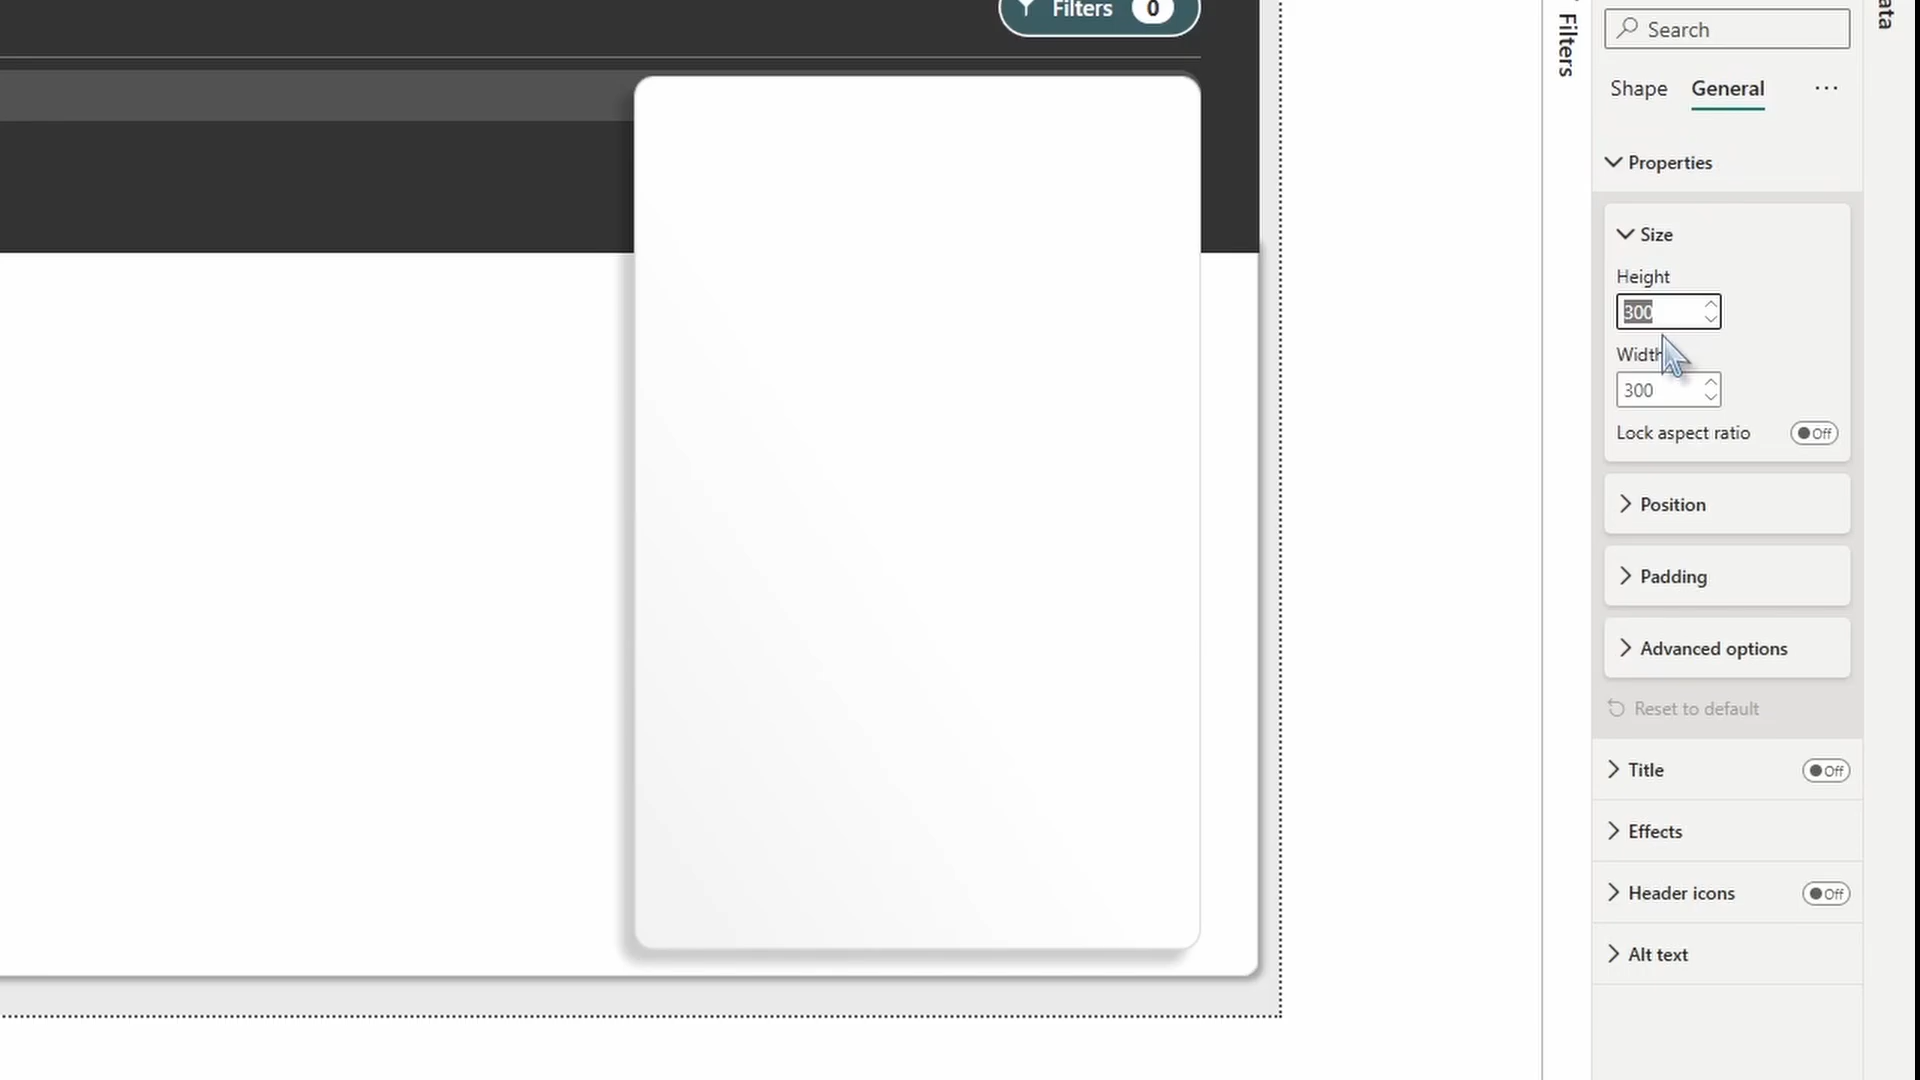 Filters 0
Filters
ata
Search
Shape General ...
Properties
Size
Height
300
Width
300
Lock aspect ratio Off
Position
Padding
Advanced options
Reset to default
Title Off
Effects
Header icons Off
Alt text